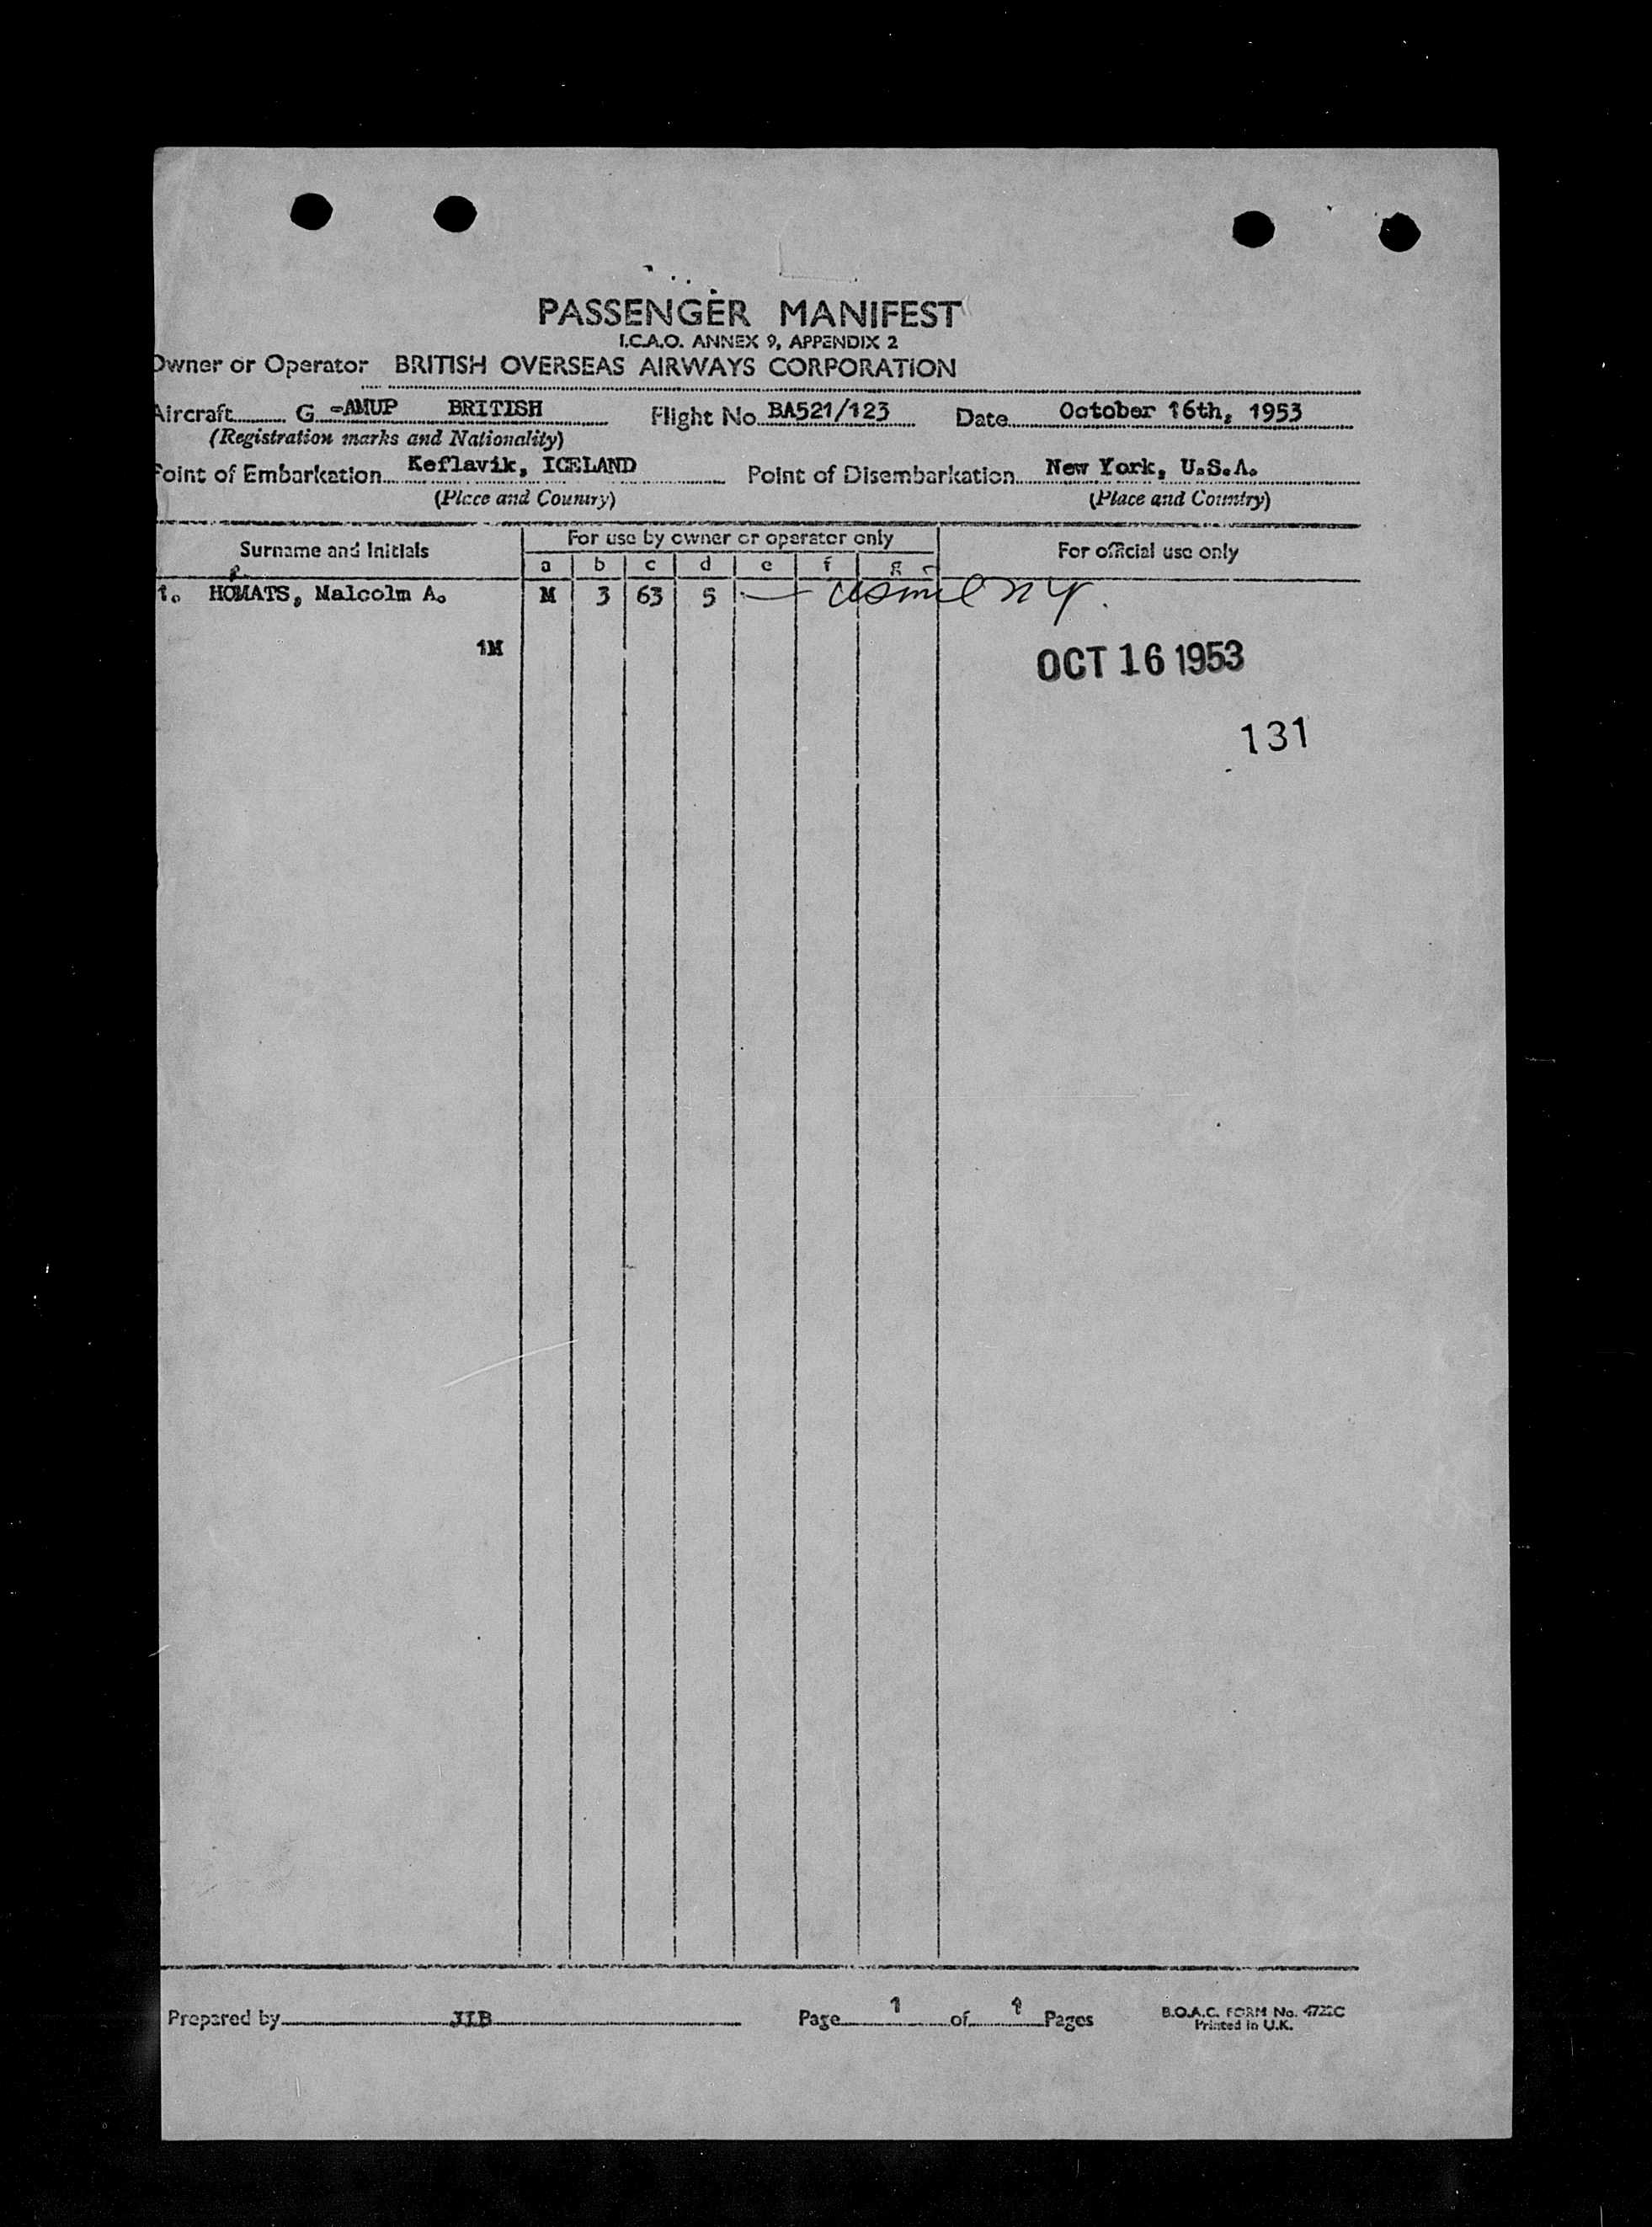 PASSENGER MANIFEST
I.C.A.O. ANNEX 9, APPENDIX 2
Owner or Operator BRITISH OVERSEAS AIRWAYS CORPORATION
Aircraft G -AMUP BRITISH Flight No. BA521/123 Date October 16th, 1953
(Registration marks and Nationality)
Point of Embarkation Keflavik, ICELAND Point of Disembarkation New York, U.S.A.
(Place and Country) (Place and Country)
Surname and Initials For use by owner or operator only For official use only
a b c d e f g
1. HOMATS, Malcolm A. M 3 63 5 — usmil NY.
1M
OCT 16 1953
131
Prepared by JIB Page 1 of 1 Pages B.O.A.C. FORM No.
Printed in U.K.